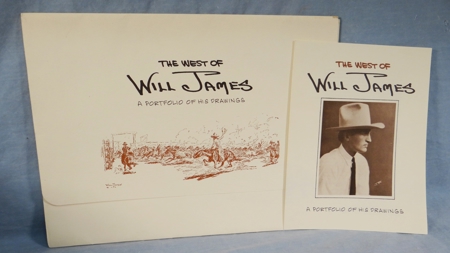 THE WEST OF
WILL JAMES
A PORTFOLIO OF HIS DRAWINGS
THE WEST OF
WILL JAMES
A PORTFOLIO OF HIS DRAWINGS